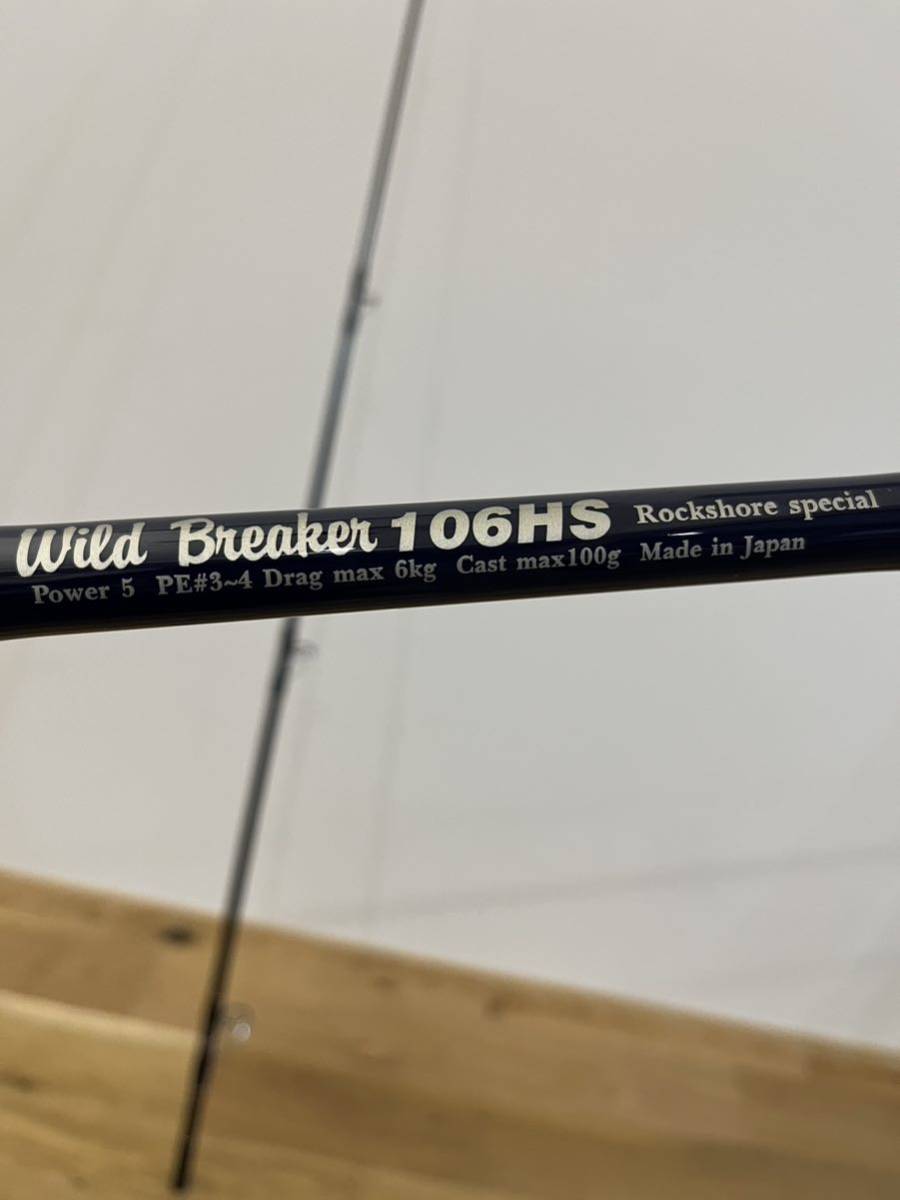 Wild Breaker 106HS Rockshore special
Power 5 PE#3~4 Drag max 6kg Cast max100g Made in Japan